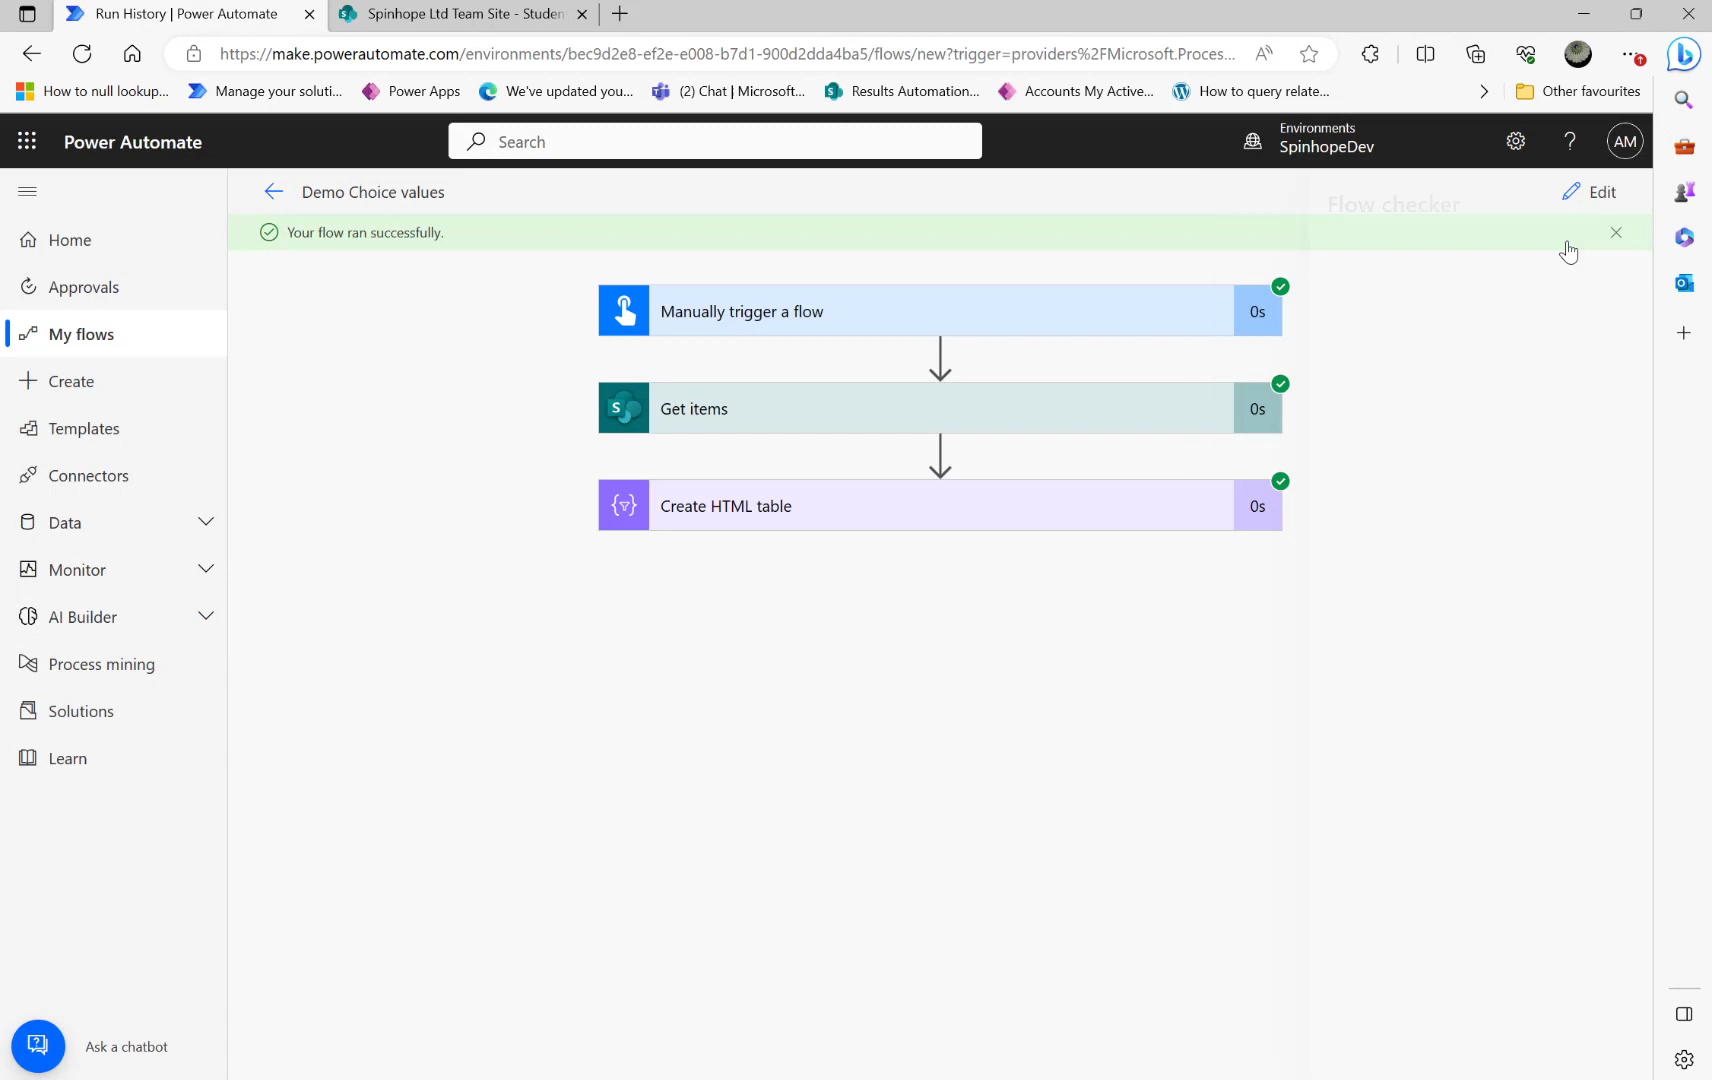 Run History | Power Automate
Spinhope Ltd Team Site - Studen
https://make.powerautomate.com/environments/bec9d2e8-ef2e-e008-b7d1-900d2dda4ba5/flows/new?trigger=providers%2FMicrosoft.Proces...
How to null lookup...
Manage your soluti...
Power Apps
We've updated you...
(2) Chat | Microsoft...
Results Automation...
Accounts My Active...
How to query relate...
Other favourites
Power Automate
Search
Environments
SpinhopeDev
AM
Demo Choice values
Edit
Flow checker
Your flow ran successfully.
Home
Approvals
My flows
Create
Templates
Connectors
Data
Monitor
AI Builder
Process mining
Solutions
Learn
Manually trigger a flow
0s
Get items
0s
Create HTML table
0s
Ask a chatbot